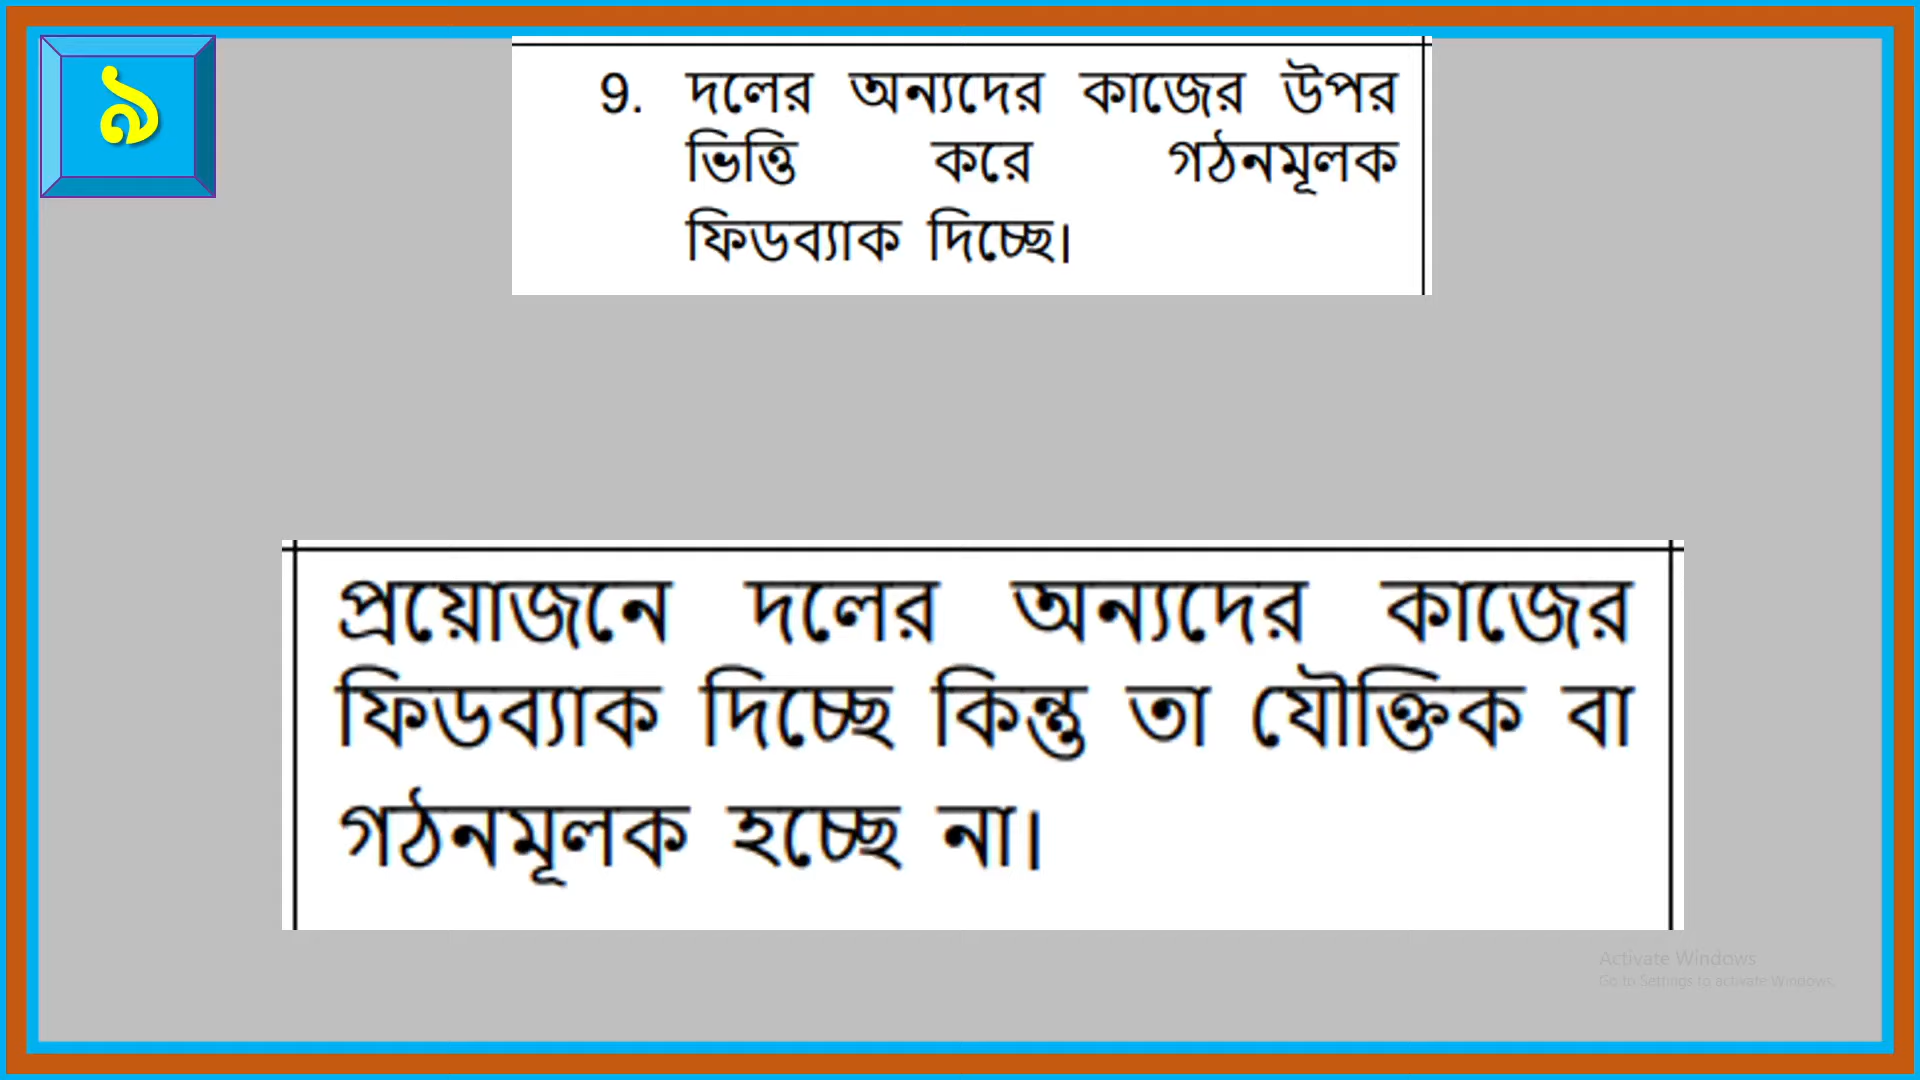 ৯
9. দলের অন্যদের কাজের উপর
ভিত্তি করে গঠনমূলক
ফিডব্যাক দিচ্ছে।
প্রয়োজনে দলের অন্যদের কাজের
ফিডব্যাক দিচ্ছে কিন্তু তা যৌক্তিক বা
গঠনমূলক হচ্ছে না।
Activate Windows
Go to Settings to activate Windows.